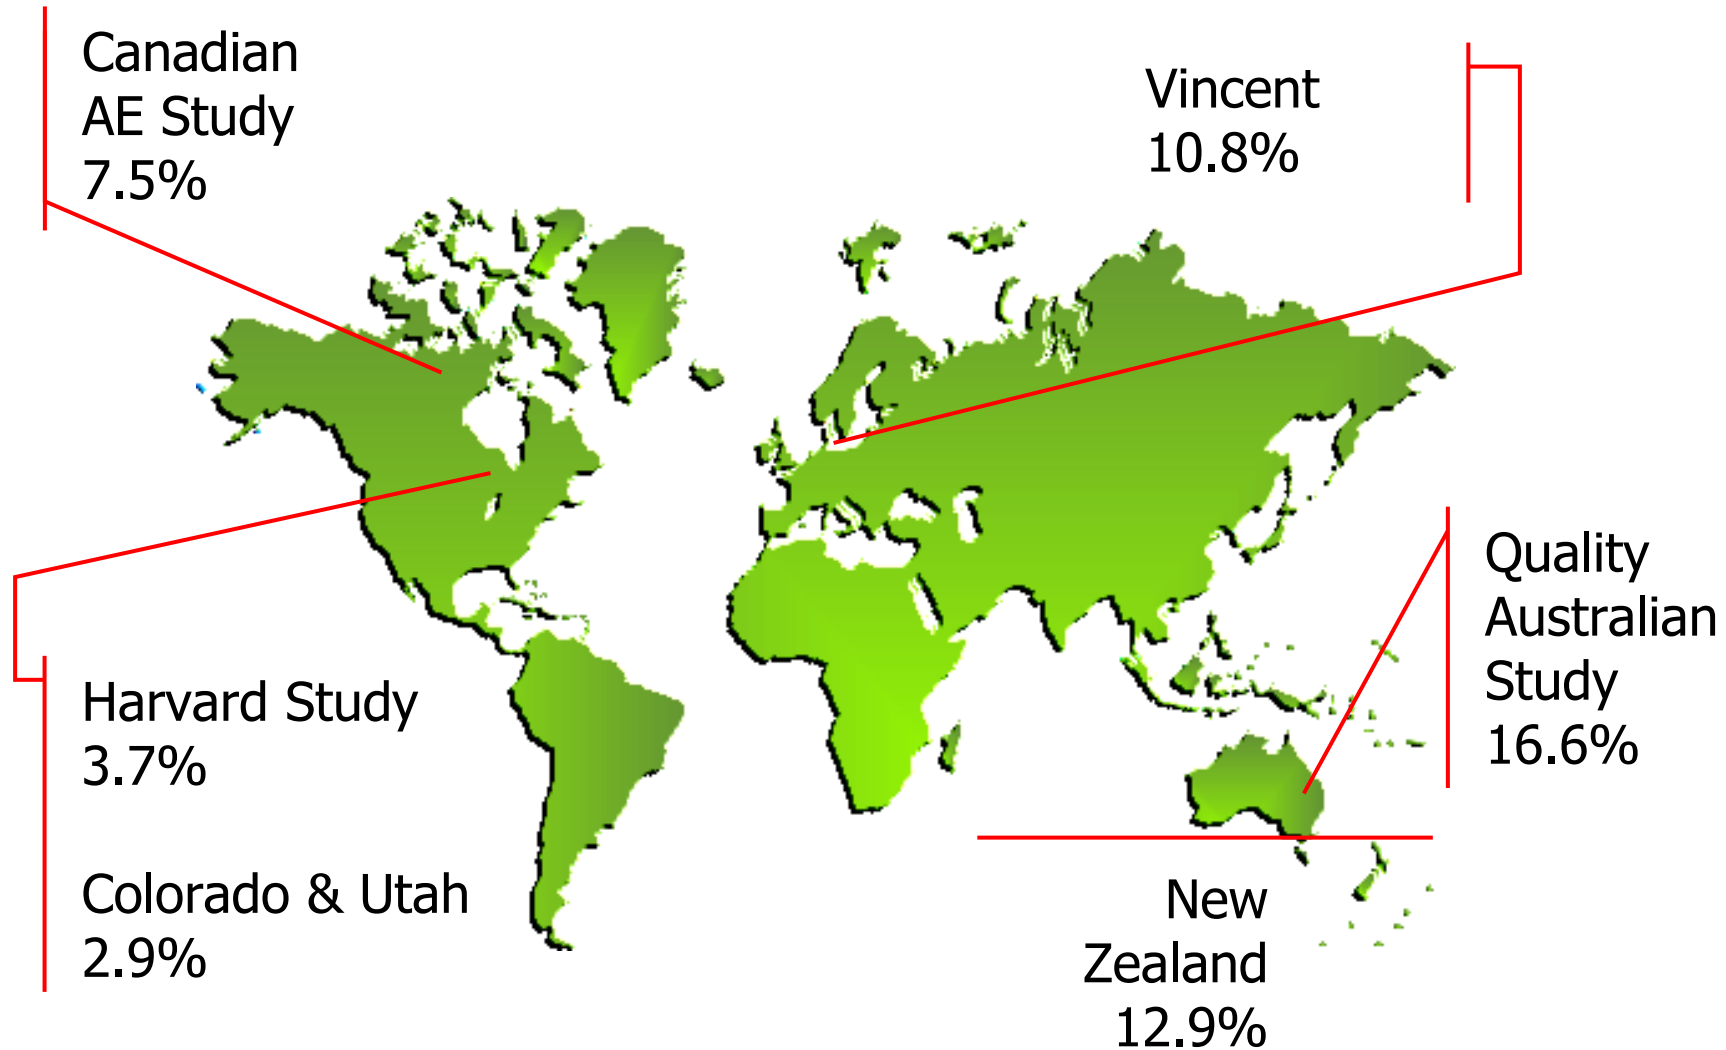 Canadian
AE Study
7.5%
Vincent
10.8%
Quality
Australian
Study
16.6%
Harvard Study
3.7%
Colorado & Utah
2.9%
New
Zealand
12.9%